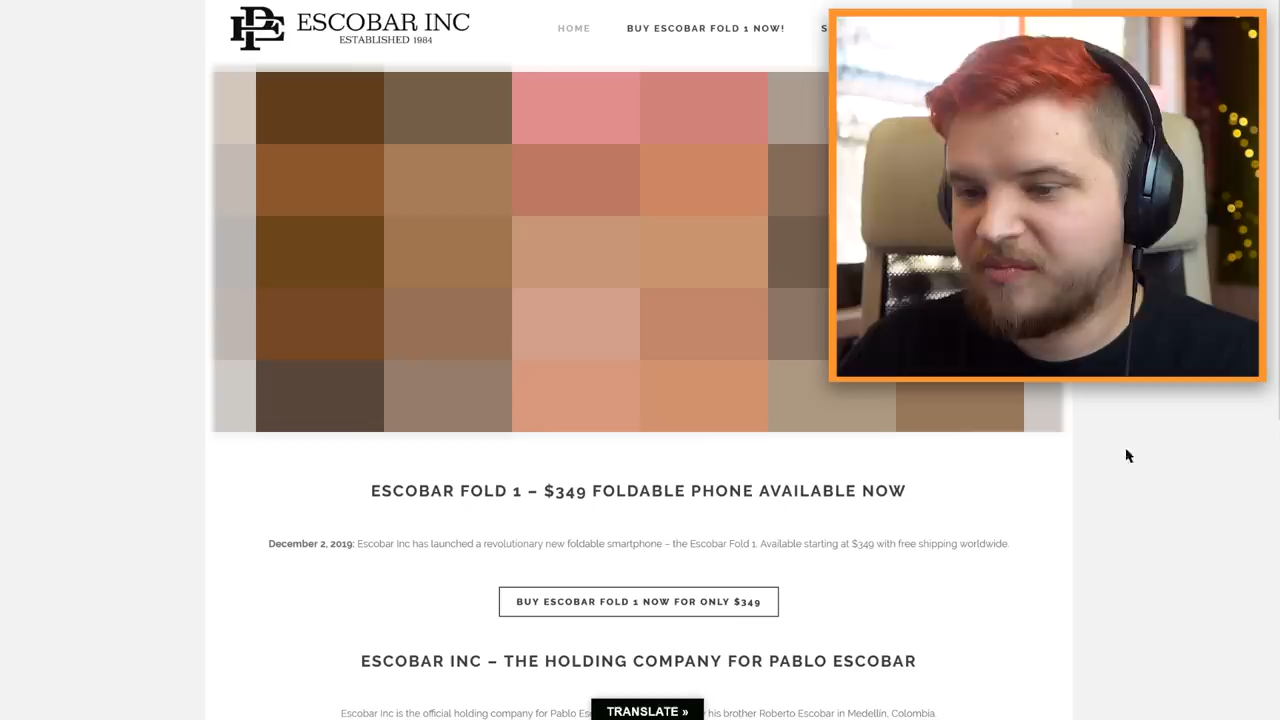 PE ESCOBAR INC
ESTABLISHED 1984
HOME BUY ESCOBAR FOLD 1 NOW! S
ESCOBAR FOLD 1 – $349 FOLDABLE PHONE AVAILABLE NOW
December 2, 2019: Escobar Inc has launched a revolutionary new foldable smartphone – the Escobar Fold 1. Available starting at $349 with free shipping worldwide.
BUY ESCOBAR FOLD 1 NOW FOR ONLY $349
ESCOBAR INC – THE HOLDING COMPANY FOR PABLO ESCOBAR
Escobar Inc is the official holding company for Pablo Es his brother Roberto Escobar in Medellín, Colombia.
TRANSLATE »